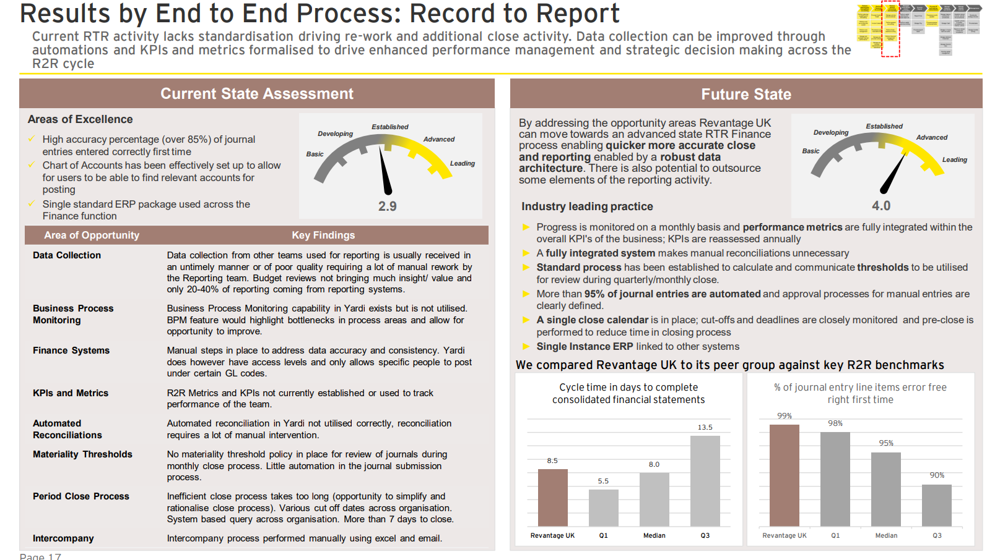 Results by End to End Process: Record to Report
Current RTR activity lacks standardisation driving re-work and additional close activity. Data collection can be improved through
automations and KPIs and metrics formalised to drive enhanced performance management and strategic decision making across the
R2R cycle
Current State Assessment
Areas of Excellence
High accuracy percentage (over 85%) of journal
entries entered correctly first time
Chart of Accounts has been effectively set up to allow
for users to be able to find relevant accounts for
posting
Single standard ERP package used across the
Finance function
Basic
Developing
Established
Advanced
Leading
2.9
Area of Opportunity Key Findings
Data Collection
Data collection from other teams used for reporting is usually received in
an untimely manner or of poor quality requiring a lot of manual rework by
the Reporting team. Budget reviews not bringing much insight/ value and
only 20-40% of reporting coming from reporting systems.
Business Process
Monitoring
Business Process Monitoring capability in Yardi exists but is not utilised.
BPM feature would highlight bottlenecks in process areas and allow for
opportunity to improve.
Finance Systems
Manual steps in place to address data accuracy and consistency. Yardi
does however have access levels and only allows specific people to post
under certain GL codes.
KPIs and Metrics
R2R Metrics and KPIs not currently established or used to track
performance of the team.
Automated
Reconciliations
Automated reconciliation in Yardi not utilised correctly, reconciliation
requires a lot of manual intervention.
Materiality Thresholds
No materiality threshold policy in place for review of journals during
monthly close process. Little automation in the journal submission
process.
Period Close Process
Inefficient close process takes too long (opportunity to simplify and
rationalise close process). Various cut off dates across organisation.
System based query across organisation. More than 7 days to close.
Intercompany
Intercompany process performed manually using excel and email.
Future State
By addressing the opportunity areas Revantage UK
can move towards an advanced state RTR Finance
process enabling quicker more accurate close
and reporting enabled by a robust data
architecture. There is also potential to outsource
some elements of the reporting activity.
Basic
Developing
Established
Advanced
Leading
4.0
Industry leading practice
Progress is monitored on a monthly basis and performance metrics are fully integrated within the
overall KPI's of the business; KPIs are reassessed annually
A fully integrated system makes manual reconciliations unnecessary
Standard process has been established to calculate and communicate thresholds to be utilised
for review during quarterly/monthly close.
More than 95% of journal entries are automated and approval processes for manual entries are
clearly defined.
A single close calendar is in place; cut-offs and deadlines are closely monitored and pre-close is
performed to reduce time in closing process
Single Instance ERP linked to other systems
We compared Revantage UK to its peer group against key R2R benchmarks
Cycle time in days to complete
consolidated financial statements
8.5
5.5
8.0
13.5
Revantage UK Q1 Median Q3
% of journal entry line items error free
right first time
99%
98%
95%
90%
Revantage UK Q1 Median Q3
Page 17